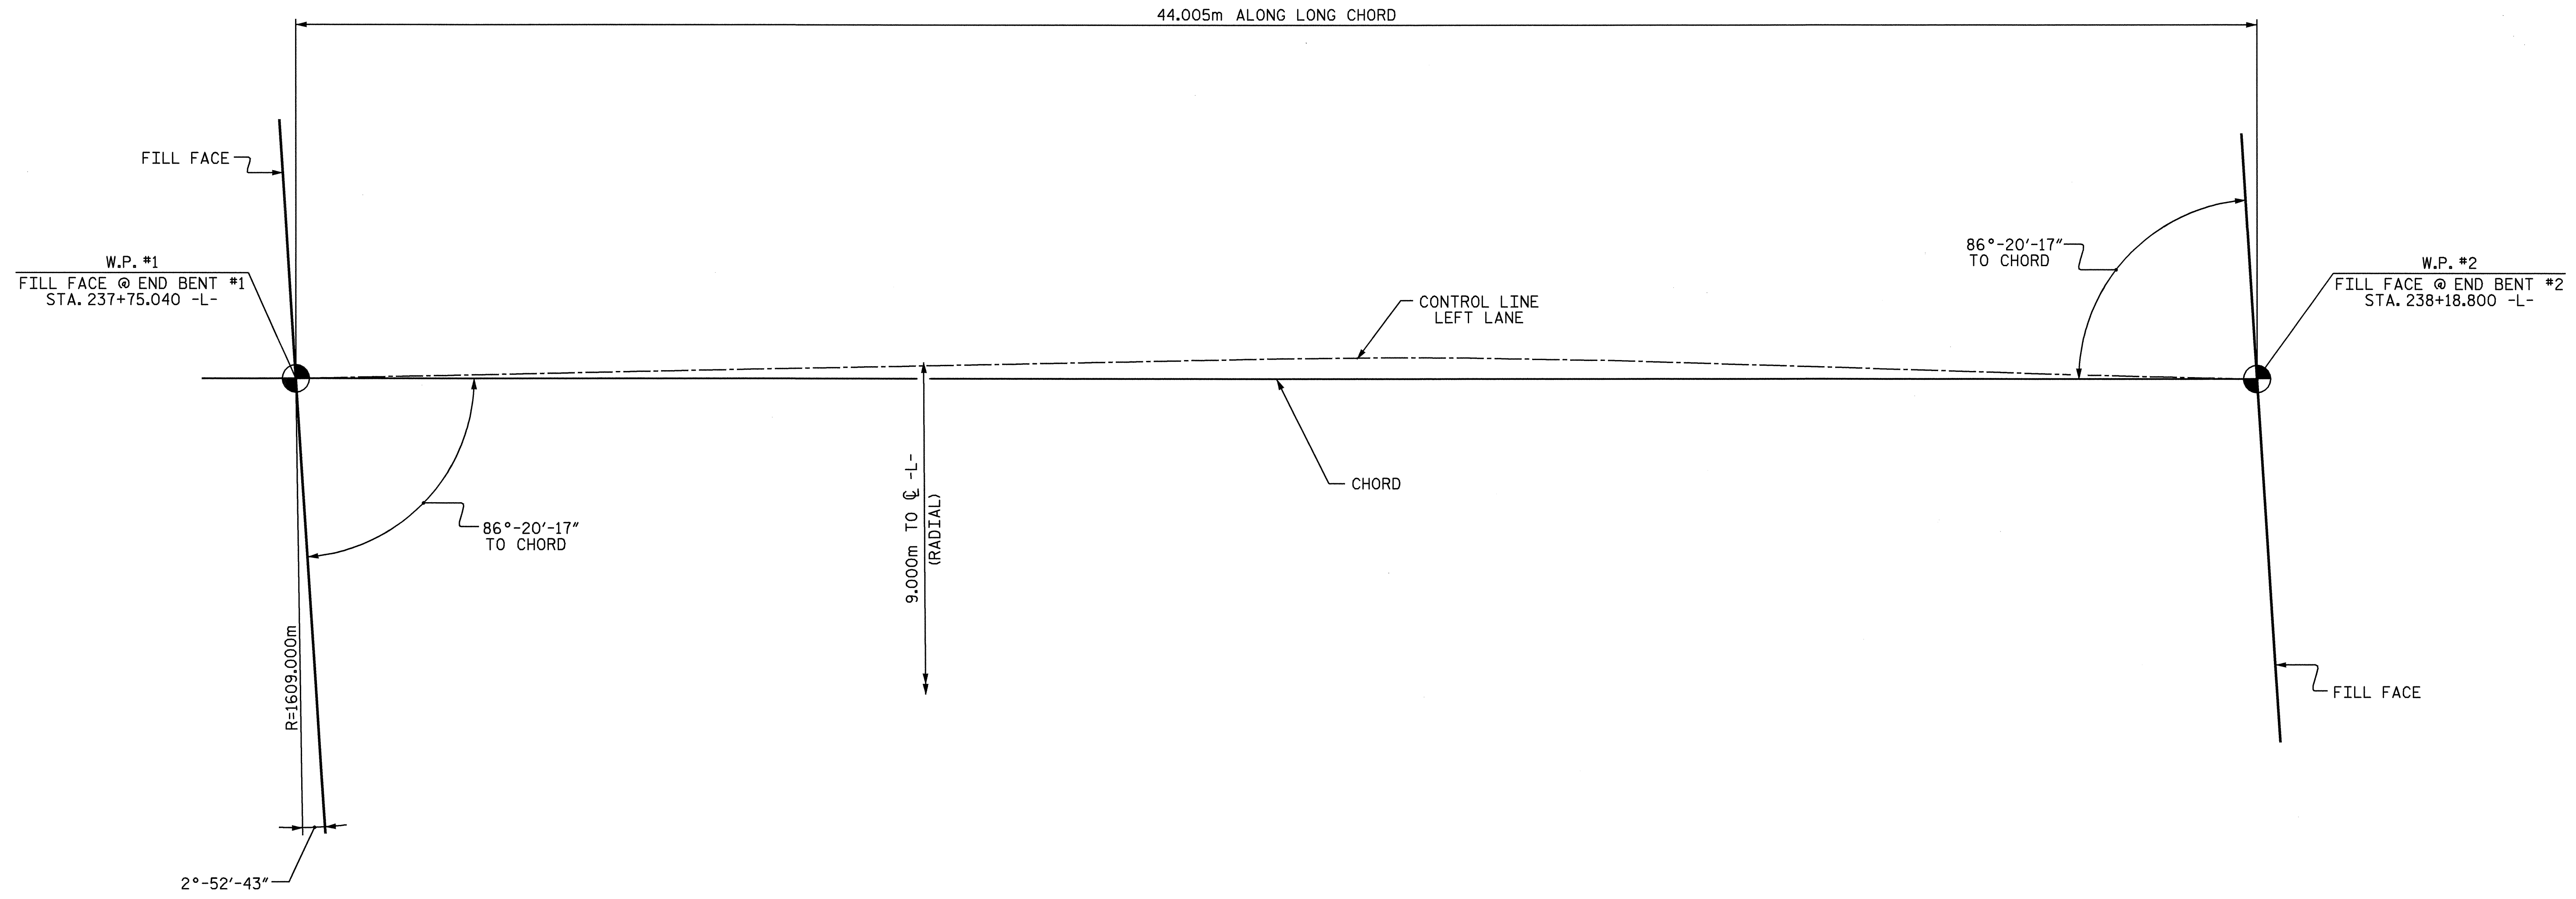 44.005m ALONG LONG CHORD
FILL FACE
W.P. #1
FILL FACE @ END BENT #1
STA. 237+75.040 -L-
86°-20'-17"
TO CHORD
W.P. #2
FILL FACE @ END BENT #2
STA. 238+18.800 -L-
CONTROL LINE
LEFT LANE
CHORD
9.000m TO ℄ -L-
(RADIAL)
86°-20'-17"
TO CHORD
R=1609.000m
FILL FACE
2°-52'-43"